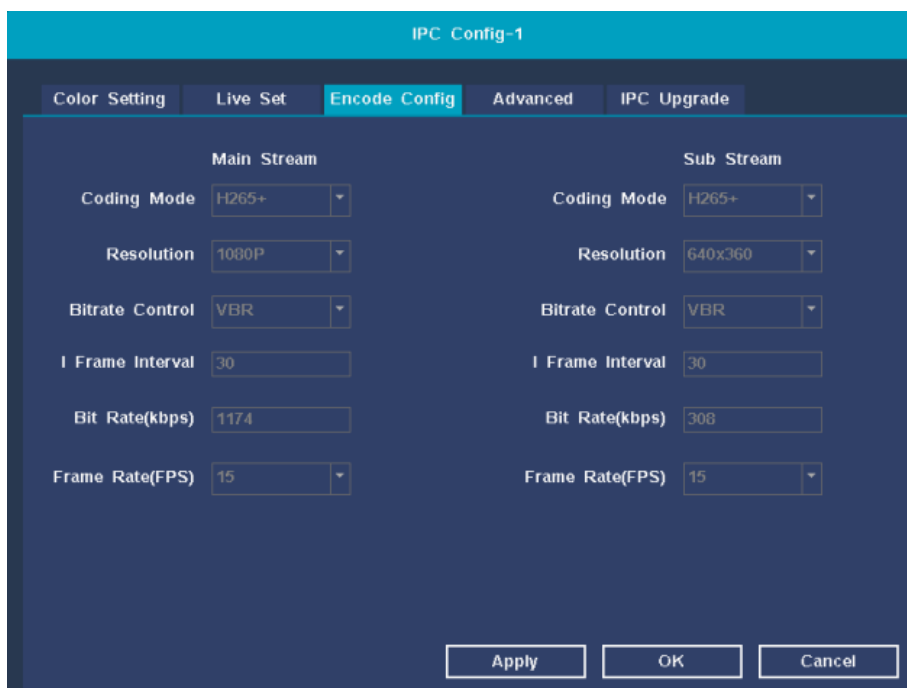 IPC Config-1
Color Setting Live Set Encode Config Advanced IPC Upgrade
Main Stream Sub Stream
Coding Mode H265+ Coding Mode H265+
Resolution 1080P Resolution 640x360
Bitrate Control VBR Bitrate Control VBR
I Frame Interval 30 I Frame Interval 30
Bit Rate(kbps) 1174 Bit Rate(kbps) 308
Frame Rate(FPS) 15 Frame Rate(FPS) 15
Apply OK Cancel